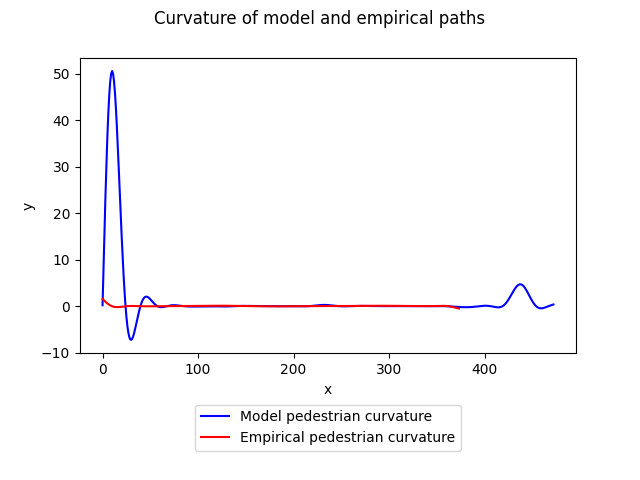 Curvature of model and empirical paths
50
40
30
20
10
0
−10
y
0 100 200 300 400
x
Model pedestrian curvature
Empirical pedestrian curvature